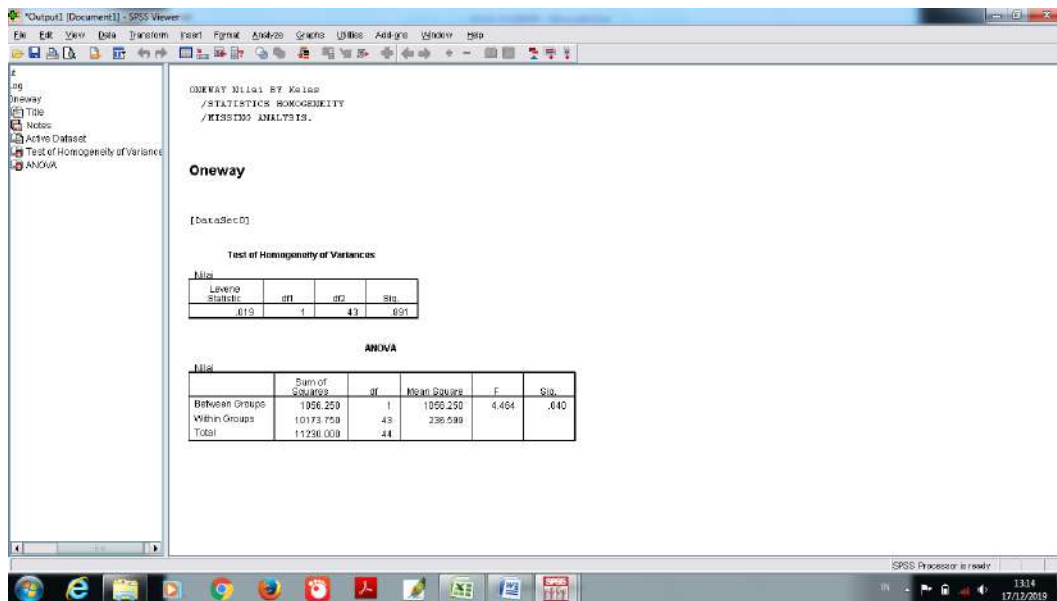 *Output1 [Document1] - SPSS Viewer
File Edit View Data Transform Insert Format Analyze Graphs Utilities Add-ons Window Help
Log
Oneway
Title
Notes
Active Dataset
Test of Homogeneity of Variance
ANOVA
ONEWAY Nilai BY Kelas
/STATISTICS HOMOGENEITY
/MISSING ANALYSIS.
Oneway
[DataSet0]
Test of Homogeneity of Variances
Nilai
Levene Statistic df1 df2 Sig.
.019 1 43 .891
ANOVA
Nilai
Sum of Squares df Mean Square F Sig.
Between Groups 1056.250 1 1056.250 4.464 .040
Within Groups 10173.750 43 236.599
Total 11230.000 44
SPSS Processor is ready
IN
13:14
17/12/2019